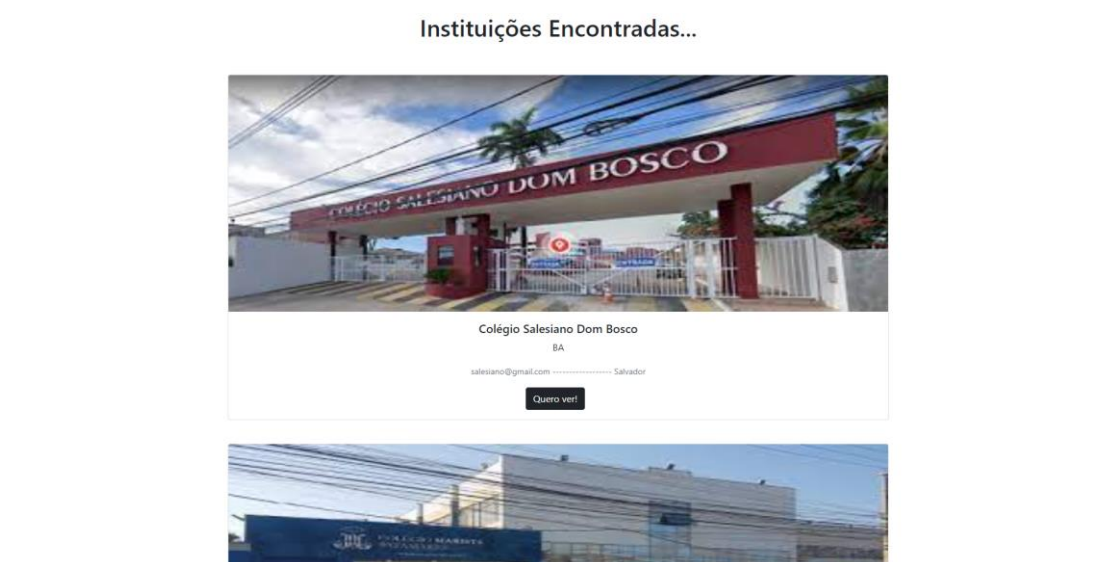 Instituições Encontradas...
COLÉGIO SALESIANO DOM BOSCO
ENTRADA
Colégio Salesiano Dom Bosco
BA
salesiano@gmail.com ------------------ Salvador
Quero ver!
COLÉGIO MARISTA